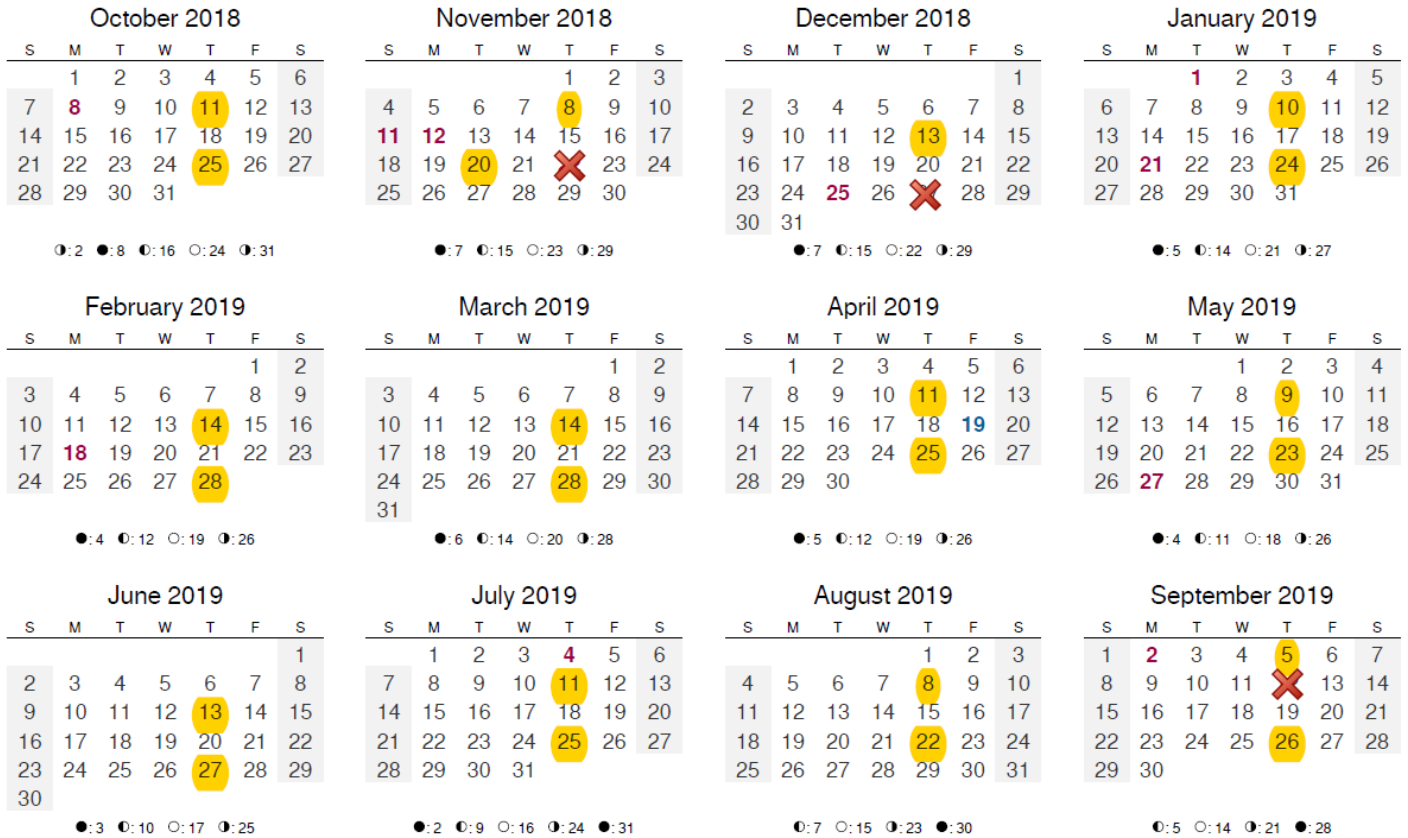 October 2018 November 2018 December 2018 January 2019
S M T W T F S S M T W T F S S M T W T F S S M T W T F S
1 2 3 4 5 6 1 2 3 1 1 2 3 4 5
7 8 9 10 11 12 13 4 5 6 7 8 9 10 2 3 4 5 6 7 8 6 7 8 9 10 11 12
14 15 16 17 18 19 20 11 12 13 14 15 16 17 9 10 11 12 13 14 15 13 14 15 16 17 18 19
21 22 23 24 25 26 27 18 19 20 21 23 24 16 17 18 19 20 21 22 20 21 22 23 24 25 26
28 29 30 31 25 26 27 28 29 30 23 24 25 26 28 29 27 28 29 30 31
30 31
◑: 2 ●: 8 ◐: 16 ○: 24 ◑: 31 ●: 7 ◐: 15 ○: 23 ◑: 29 ●: 7 ◐: 15 ○: 22 ◑: 29 ●: 5 ◐: 14 ○: 21 ◑: 27
February 2019 March 2019 April 2019 May 2019
S M T W T F S S M T W T F S S M T W T F S S M T W T F S
1 2 1 2 1 2 3 4 5 6 1 2 3 4
3 4 5 6 7 8 9 3 4 5 6 7 8 9 7 8 9 10 11 12 13 5 6 7 8 9 10 11
10 11 12 13 14 15 16 10 11 12 13 14 15 16 14 15 16 17 18 19 20 12 13 14 15 16 17 18
17 18 19 20 21 22 23 17 18 19 20 21 22 23 21 22 23 24 25 26 27 19 20 21 22 23 24 25
24 25 26 27 28 24 25 26 27 28 29 30 28 29 30 26 27 28 29 30 31
31
●: 4 ◐: 12 ○: 19 ◑: 26 ●: 6 ◐: 14 ○: 20 ◑: 28 ●: 5 ◐: 12 ○: 19 ◑: 26 ●: 4 ◐: 11 ○: 18 ◑: 26
June 2019 July 2019 August 2019 September 2019
S M T W T F S S M T W T F S S M T W T F S S M T W T F S
1 1 2 3 4 5 6 1 2 3 1 2 3 4 5 6 7
2 3 4 5 6 7 8 7 8 9 10 11 12 13 4 5 6 7 8 9 10 8 9 10 11 13 14
9 10 11 12 13 14 15 14 15 16 17 18 19 20 11 12 13 14 15 16 17 15 16 17 18 19 20 21
16 17 18 19 20 21 22 21 22 23 24 25 26 27 18 19 20 21 22 23 24 22 23 24 25 26 27 28
23 24 25 26 27 28 29 28 29 30 31 25 26 27 28 29 30 31 29 30
30
●: 3 ◐: 10 ○: 17 ◑: 25 ●: 2 ◐: 9 ○: 16 ◑: 24 ●: 31 ◐: 7 ○: 15 ◑: 23 ●: 30 ◐: 5 ○: 14 ◑: 21 ●: 28